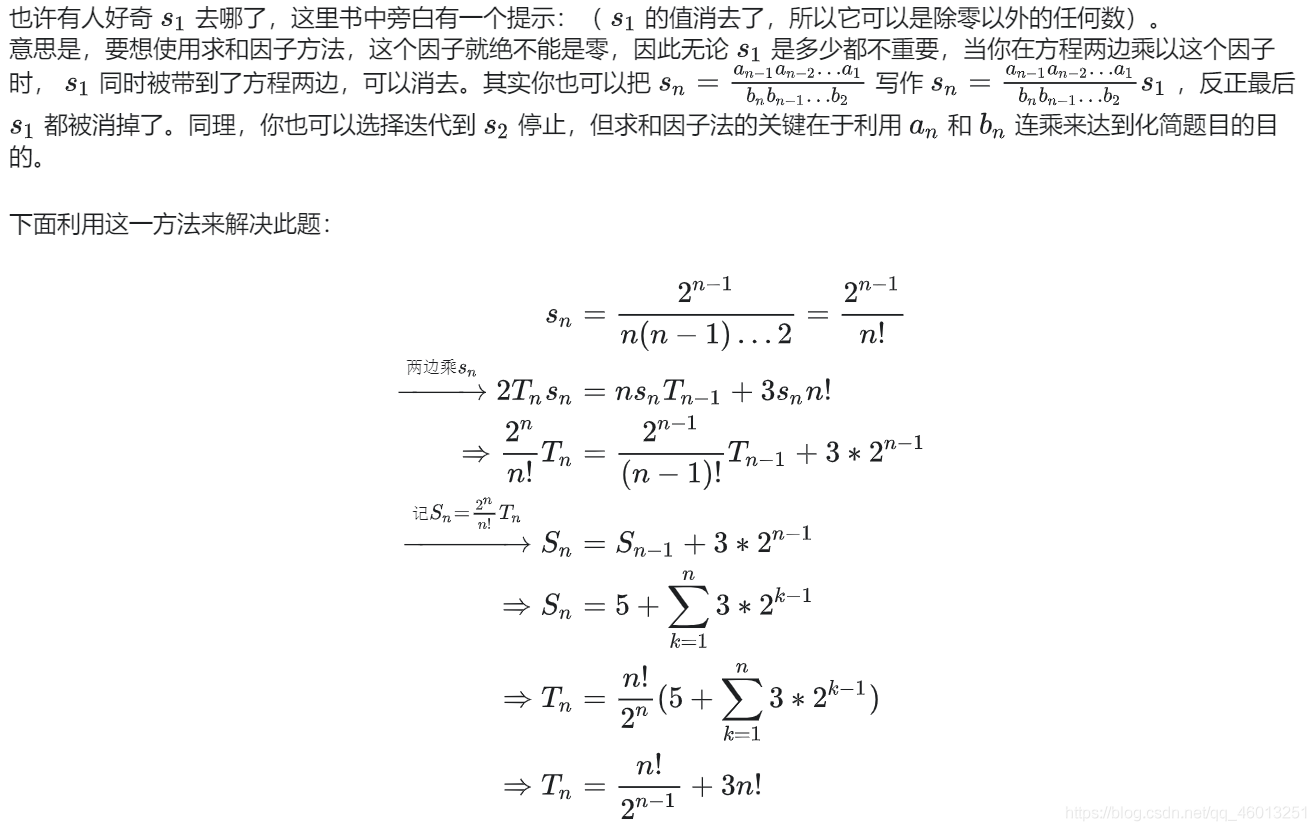 也许有人好奇 $s_1$ 去哪了，这里书中旁白有一个提示：（ $s_1$ 的值消去了，所以它可以是除零以外的任何数）。
意思是，要想使用求和因子方法，这个因子就绝不能是零，因此无论 $s_1$ 是多少都不重要，当你在方程两边乘以这个因子
时， $s_1$ 同时被带到了方程两边，可以消去。其实你也可以把 $s_n = \frac{a_{n-1}a_{n-2}\ldots a_1}{b_n b_{n-1}\ldots b_2}$ 写作 $s_n = \frac{a_{n-1}a_{n-2}\ldots a_1}{b_n b_{n-1}\ldots b_2} s_1$ ，反正最后
$s_1$ 都被消掉了。同理，你也可以选择迭代到 $s_2$ 停止，但求和因子法的关键在于利用 $a_n$ 和 $b_n$ 连乘来达到化简题目的目
的。
下面利用这一方法来解决此题：
$s_n = \frac{2^{n-1}}{n(n-1)\ldots 2} = \frac{2^{n-1}}{n!}$
$\xrightarrow{两边乘s_n} 2T_n s_n = n s_n T_{n-1} + 3 s_n n!$
$\Rightarrow \frac{2^n}{n!} T_n = \frac{2^{n-1}}{(n-1)!} T_{n-1} + 3 * 2^{n-1}$
$\xrightarrow{记S_n = \frac{2^n}{n!} T_n} S_n = S_{n-1} + 3 * 2^{n-1}$
$\Rightarrow S_n = 5 + \sum_{k=1}^{n} 3 * 2^{k-1}$
$\Rightarrow T_n = \frac{n!}{2^n} (5 + \sum_{k=1}^{n} 3 * 2^{k-1})$
$\Rightarrow T_n = \frac{n!}{2^{n-1}} + 3n!$
https://blog.csdn.net/qq_46013251